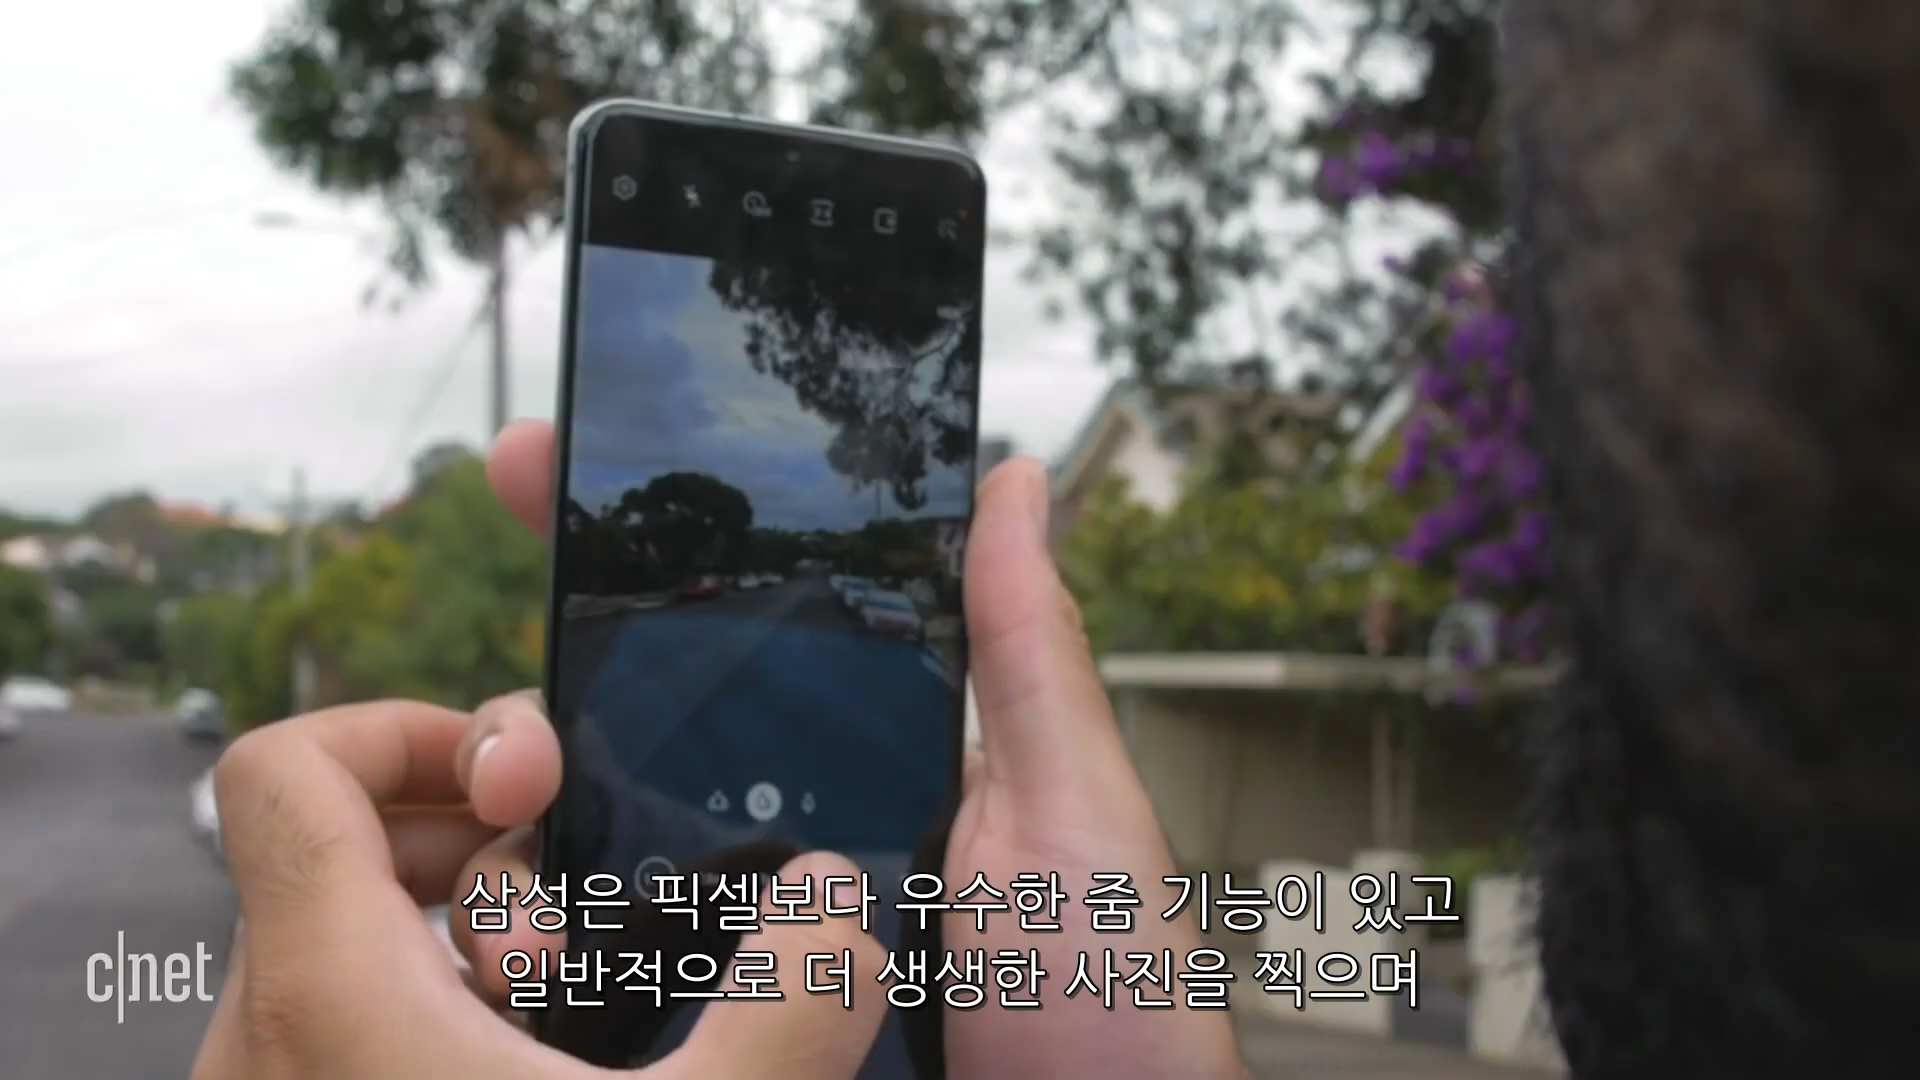 삼성은 픽셀보다 우수한 줌 기능이 있고
일반적으로 더 생생한 사진을 찍으며
c|net